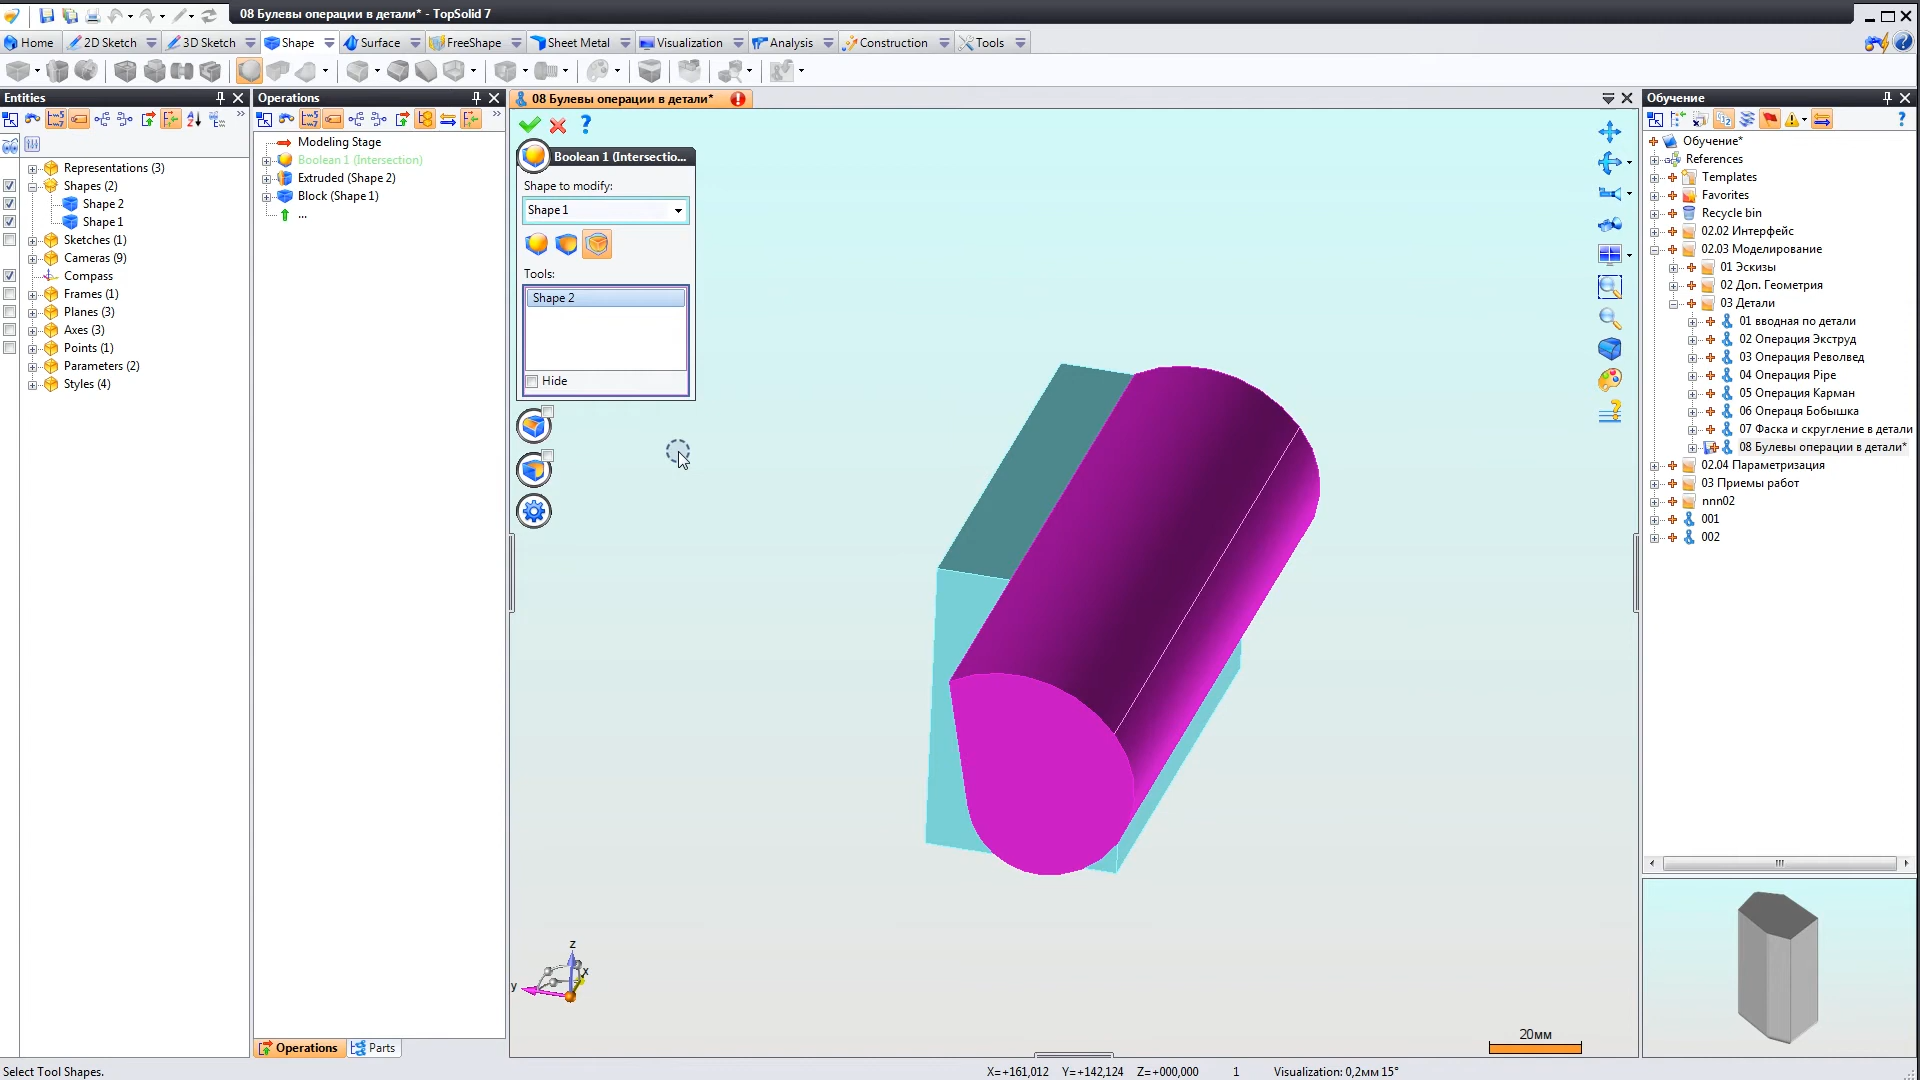 08 Булевы операции в детали* - TopSolid 7
Home
2D Sketch
3D Sketch
Shape
Surface
FreeShape
Sheet Metal
Visualization
Analysis
Construction
Tools
Entities
Representations (3)
Shapes (2)
Shape 2
Shape 1
Sketches (1)
Cameras (9)
Compass
Frames (1)
Planes (3)
Axes (3)
Points (1)
Parameters (2)
Styles (4)
Operations
Modeling Stage
Boolean 1 (Intersection)
Extruded (Shape 2)
Block (Shape 1)
...
Operations
Parts
08 Булевы операции в детали*
Boolean 1 (Intersectio...
Shape to modify:
Shape 1
Tools:
Shape 2
Hide
z
x
y
20мм
Обучение
Обучение*
References
Templates
Favorites
Recycle bin
02.02 Интерфейс
02.03 Моделирование
01 Эскизы
02 Доп. Геометрия
03 Детали
01 вводная по детали
02 Операция Экструд
03 Операция Револвед
04 Операция Pipe
05 Операция Карман
06 Операця Бобышка
07 Фаска и скругление в детали
08 Булевы операции в детали*
02.04 Параметризация
03 Приемы работ
nnn02
001
002
Select Tool Shapes.
X=+161,012 Y=+142,124 Z=+000,000 1 Visualization: 0,2мм 15°